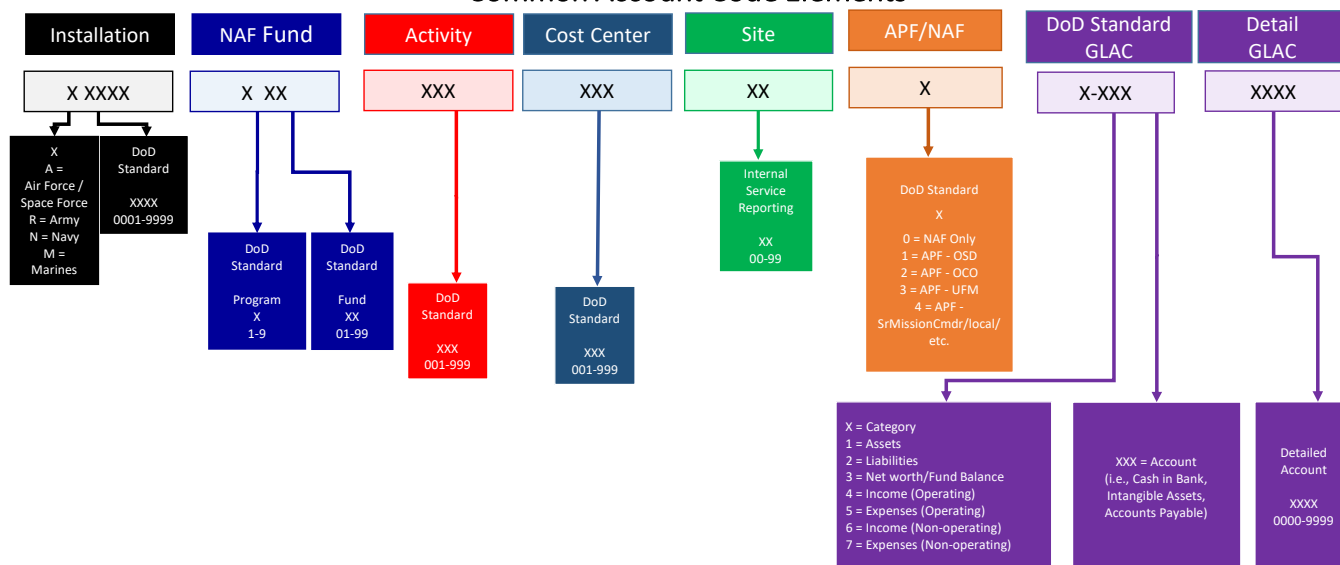 Common Account Code Elements
Installation
NAF Fund
Activity
Cost Center
Site
APF/NAF
DoD Standard
GLAC
Detail
GLAC
X XXXX
X XX
XXX
XXX
XX
X
X-XXX
XXXX
X
A =
Air Force /
Space Force
R = Army
N = Navy
M =
Marines
DoD
Standard
XXXX
0001-9999
DoD
Standard
Program
X
1-9
DoD
Standard
Fund
XX
01-99
DoD
Standard
XXX
001-999
DoD
Standard
XXX
001-999
Internal
Service
Reporting
XX
00-99
DoD Standard
X
0 = NAF Only
1 = APF - OSD
2 = APF - OCO
3 = APF - UFM
4 = APF -
SrMissionCmdr/local/
etc.
X = Category
1 = Assets
2 = Liabilities
3 = Net worth/Fund Balance
4 = Income (Operating)
5 = Expenses (Operating)
6 = Income (Non-operating)
7 = Expenses (Non-operating)
XXX = Account
(i.e., Cash in Bank,
Intangible Assets,
Accounts Payable)
Detailed
Account
XXXX
0000-9999